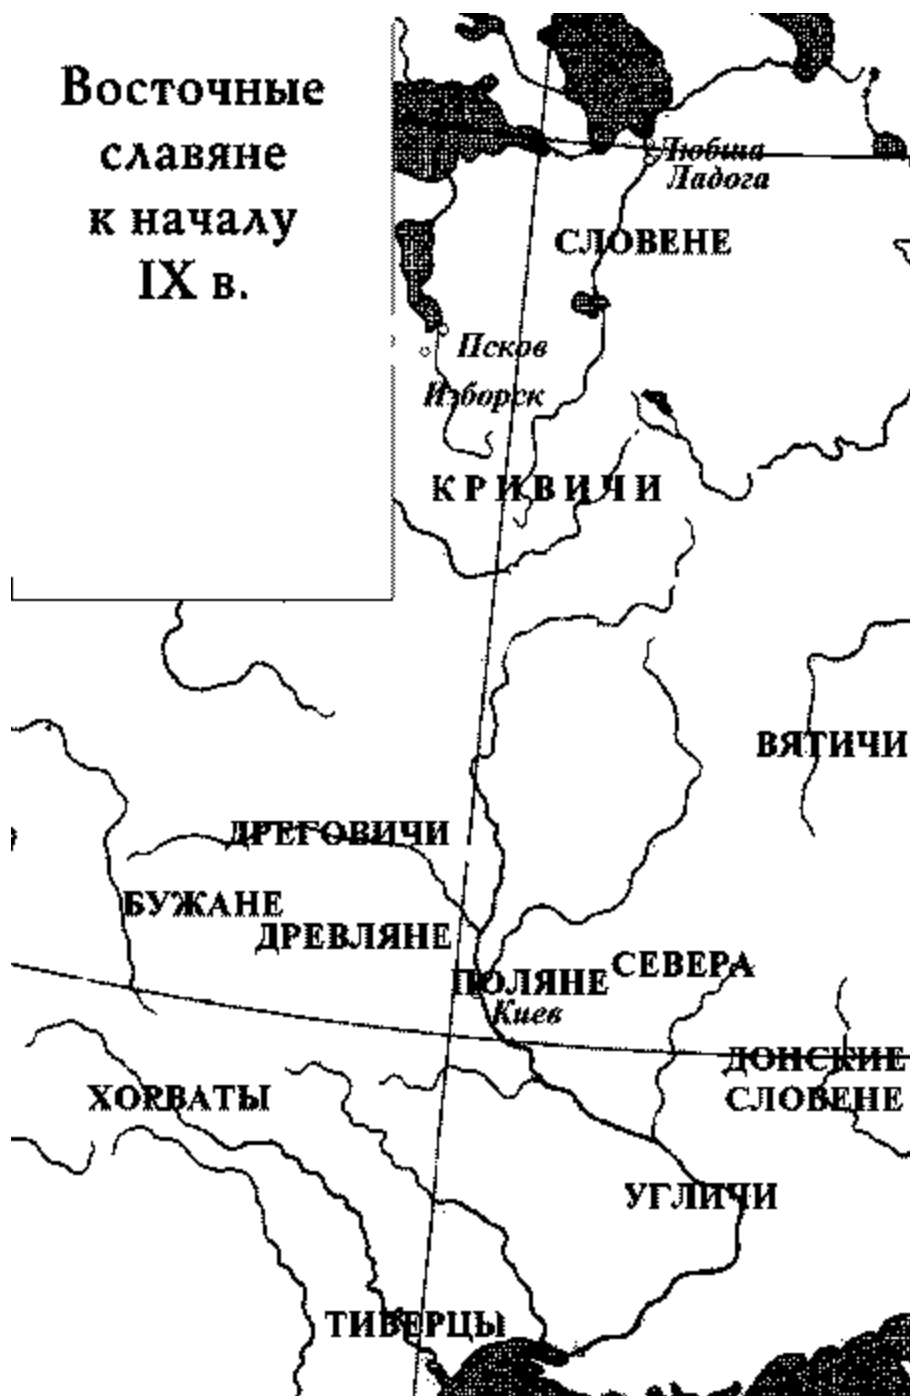 Восточные
славяне
к началу
IX в.
Любша
Ладога
СЛОВЕНЕ
Псков
Изборск
КРИВИЧИ
ВЯТИЧИ
ДРЕГОВИЧИ
БУЖАНЕ
ДРЕВЛЯНЕ
СЕВЕРА
ПОЛЯНЕ
Киев
ДОНСКИЕ
СЛОВЕНЕ
ХОРВАТЫ
УГЛИЧИ
ТИВЕРЦЫ